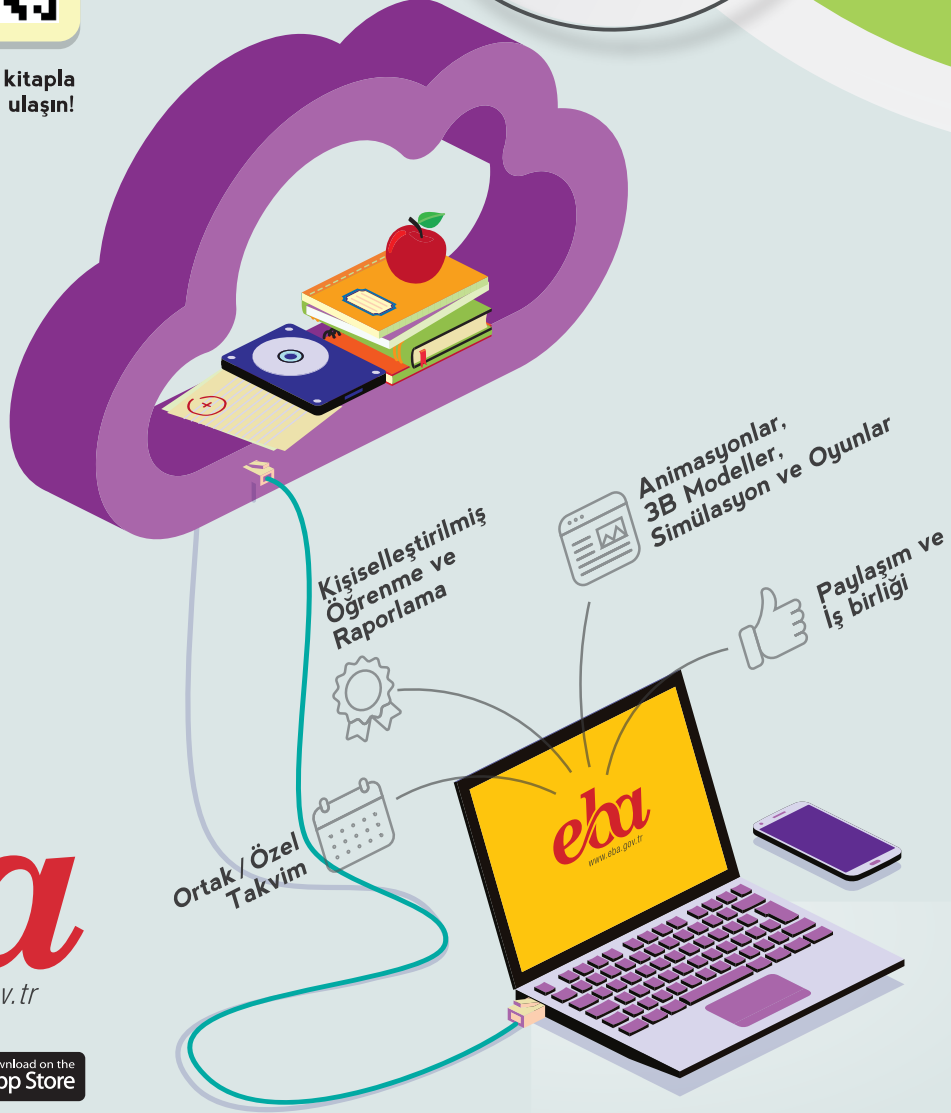 kitapla
ulaşın!
Animasyonlar,
3B Modeller,
Simülasyon ve Oyunlar
Kişiselleştirilmiş
Öğrenme ve
Raporlama
Paylaşım ve
İş birliği
Ortak / Özel
Takvim
eba
www.eba.gov.tr
a
v.tr
wnload on the
pp Store